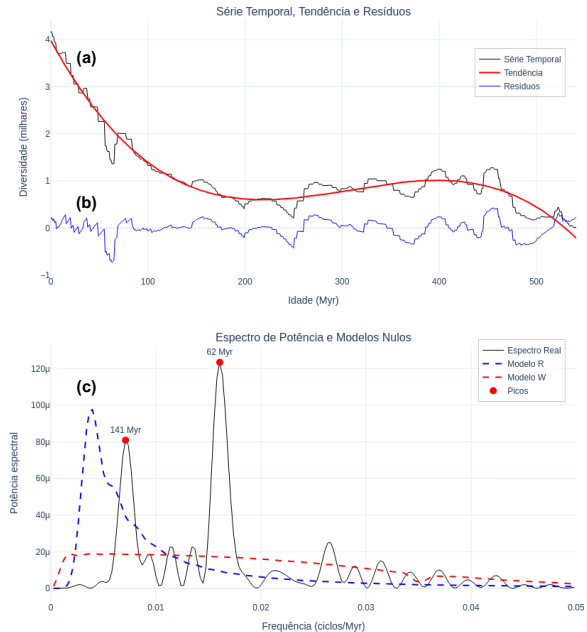 Série Temporal, Tendência e Resíduos
(a)
(b)
Série Temporal
Tendência
Resíduos
Diversidade (milhares)
4
3
2
1
0
−1
0 100 200 300 400 500
Idade (Myr)
Espectro de Potência e Modelos Nulos
(c)
62 Myr
141 Myr
Espectro Real
Modelo R
Modelo W
Picos
Potência espectral
120μ
100μ
80μ
60μ
40μ
20μ
0
0 0.01 0.02 0.03 0.04 0.05
Frequência (ciclos/Myr)